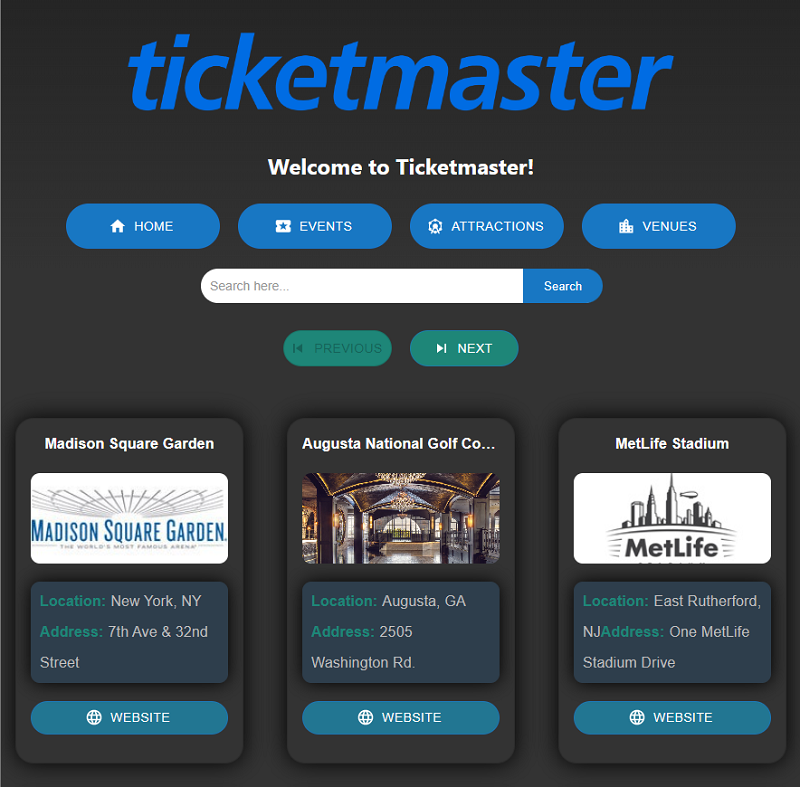 ticketmaster
Welcome to Ticketmaster!
HOME EVENTS ATTRACTIONS VENUES
Search here... Search
PREVIOUS NEXT
Madison Square Garden
MADISON SQUARE GARDEN.
THE WORLD'S MOST FAMOUS ARENA
Location: New York, NY
Address: 7th Ave & 32nd
Street
WEBSITE
Augusta National Golf Co...
Location: Augusta, GA
Address: 2505
Washington Rd.
WEBSITE
MetLife Stadium
MetLife
Location: East Rutherford,
NJAddress: One MetLife
Stadium Drive
WEBSITE